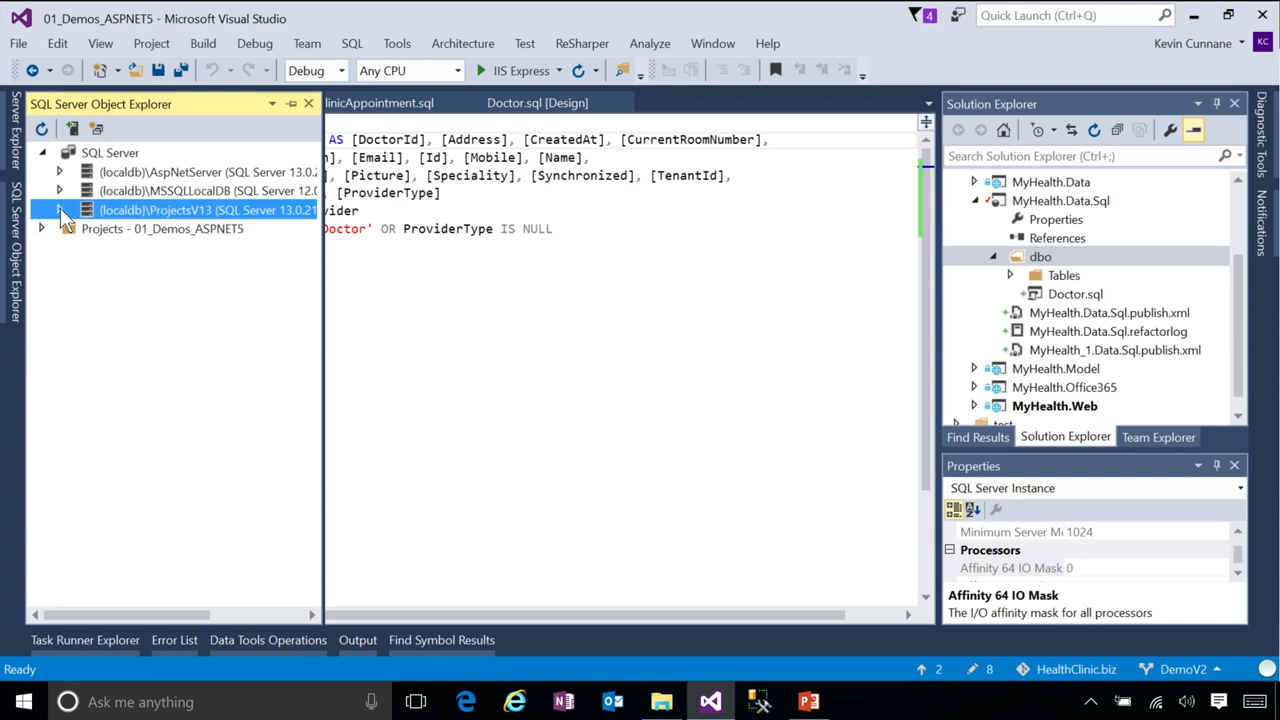 01_Demos_ASPNET5 - Microsoft Visual Studio
4
Quick Launch (Ctrl+Q)
File Edit View Project Build Debug Team SQL Tools Architecture Test ReSharper Analyze Window Help
Kevin Cunnane
KC
Debug
Any CPU
IIS Express
Server Explorer
SQL Server Object Explorer
SQL Server Object Explorer
SQL Server
(localdb)\AspNetServer (SQL Server 13.0.2
(localdb)\MSSQLLocalDB (SQL Server 12.0
(localdb)\ProjectsV13 (SQL Server 13.0.21
Projects - 01_Demos_ASPNET5
linicAppointment.sql
Doctor.sql [Design]
AS [DoctorId], [Address], [CreatedAt], [CurrentRoomNumber],
], [Email], [Id], [Mobile], [Name],
], [Picture], [Speciality], [Synchronized], [TenantId],
, [ProviderType]
vider
Doctor' OR ProviderType IS NULL
Solution Explorer
Search Solution Explorer (Ctrl+;)
MyHealth.Data
MyHealth.Data.Sql
Properties
References
dbo
Tables
Doctor.sql
MyHealth.Data.Sql.publish.xml
MyHealth.Data.Sql.refactorlog
MyHealth_1.Data.Sql.publish.xml
MyHealth.Model
MyHealth.Office365
MyHealth.Web
test
Find Results
Solution Explorer
Team Explorer
Properties
SQL Server Instance
Minimum Server Me 1024
Processors
Affinity 64 IO Mask 0
Affinity 64 IO Mask
The I/O affinity mask for all processors
Diagnostic Tools
Notifications
Task Runner Explorer
Error List
Data Tools Operations
Output
Find Symbol Results
Ready
2
8
HealthClinic.biz
DemoV2
Ask me anything